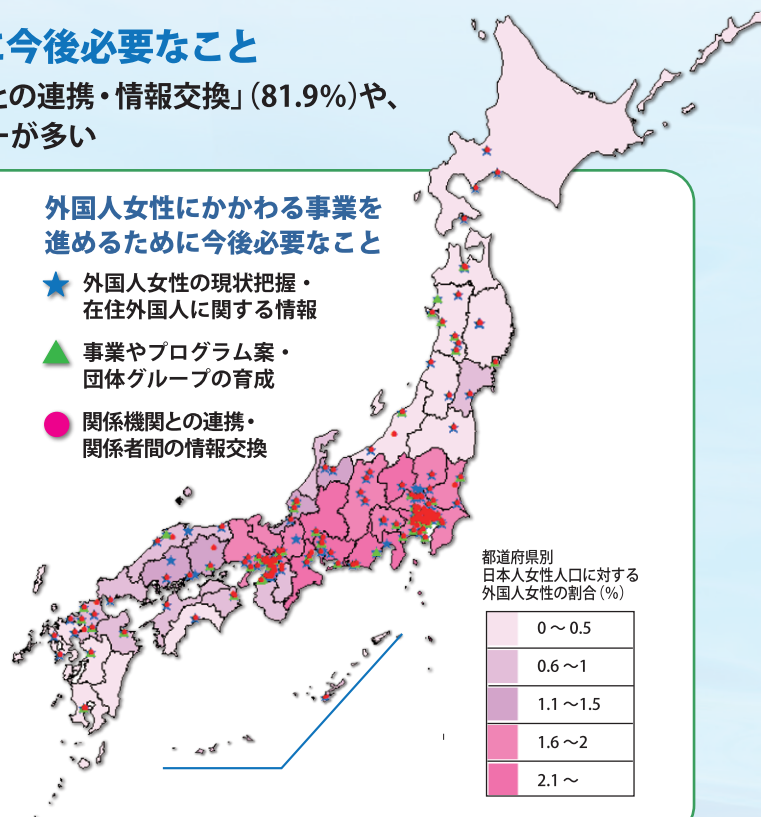 に今後必要なこと
との連携・情報交換」（81.9％）や、
ーが多い
外国人女性にかかわる事業を
進めるために今後必要なこと
外国人女性の現状把握・
在住外国人に関する情報
事業やプログラム案・
団体グループの育成
関係機関との連携・
関係者間の情報交換
都道府県別
日本人女性人口に対する
外国人女性の割合（％）
0 ～ 0.5
0.6 ～1
1.1 ～1.5
1.6 ～2
2.1 ～